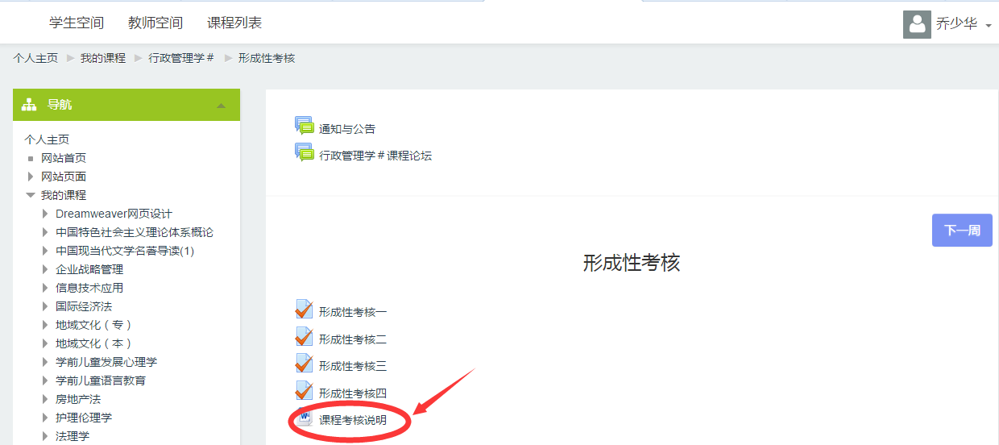 学生空间 教师空间 课程列表 乔少华
个人主页 我的课程 行政管理学# 形成性考核
导航
个人主页
网站首页
网站页面
我的课程
Dreamweaver网页设计
中国特色社会主义理论体系概论
中国现当代文学名著导读(1)
企业战略管理
信息技术应用
国际经济法
地域文化（专）
地域文化（本）
学前儿童发展心理学
学前儿童语言教育
房地产法
护理伦理学
法理学
通知与公告
行政管理学#课程论坛
下一周
形成性考核
形成性考核一
形成性考核二
形成性考核三
形成性考核四
课程考核说明